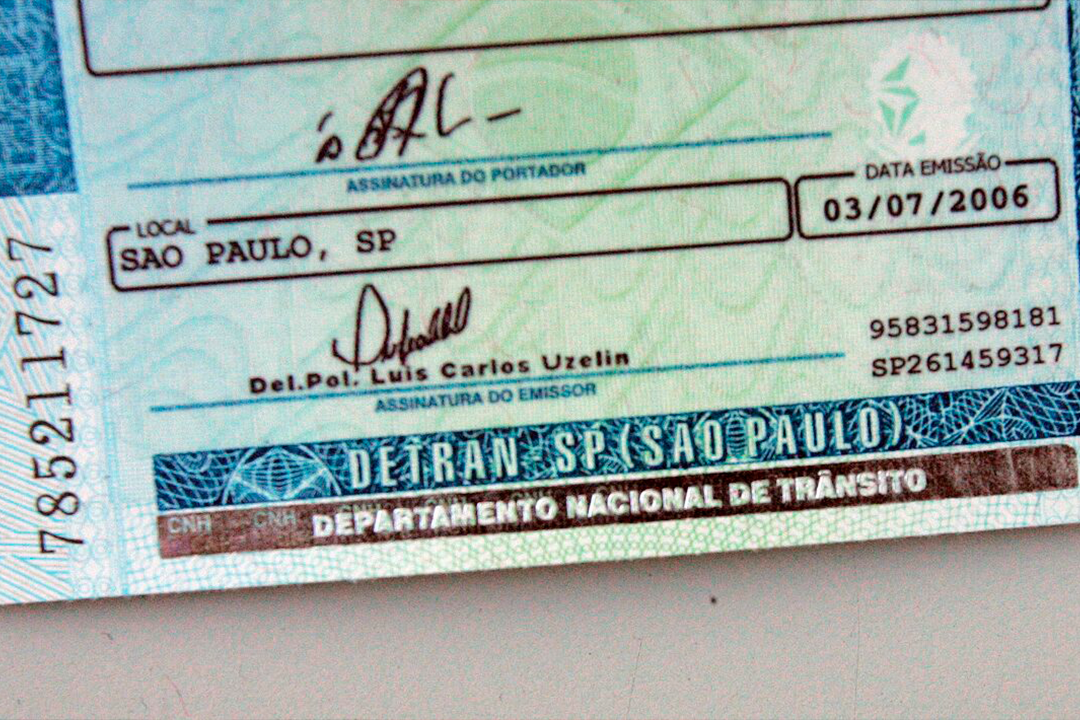 ASSINATURA DO PORTADOR
LOCAL
SAO PAULO, SP
DATA EMISSÃO
03/07/2006
95831598181
SP261459317
Del.Pol. Luis Carlos Uzelin
ASSINATURA DO EMISSOR
DETRAN-SP(SAO PAULO)
CNH CNH DEPARTAMENTO NACIONAL DE TRÂNSITO
785211727